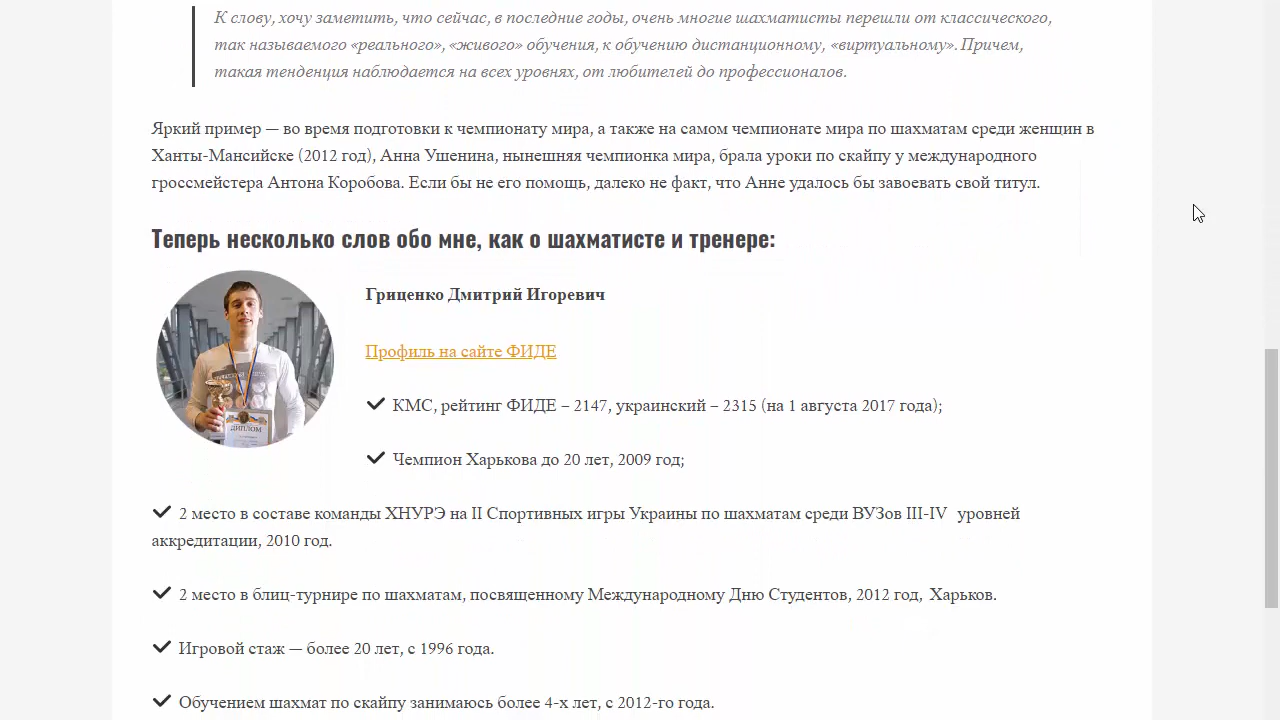 К слову, хочу заметить, что сейчас, в последние годы, очень многие шахматисты перешли от классического,
так называемого «реального», «живого» обучения, к обучению дистанционному, «виртуальному». Причем,
такая тенденция наблюдается на всех уровнях, от любителей до профессионалов.
Яркий пример — во время подготовки к чемпионату мира, а также на самом чемпионате мира по шахматам среди женщин в
Ханты-Мансийске (2012 год), Анна Ушенина, нынешняя чемпионка мира, брала уроки по скайпу у международного
гроссмейстера Антона Коробова. Если бы не его помощь, далеко не факт, что Анне удалось бы завоевать свой титул.
Теперь несколько слов обо мне, как о шахматисте и тренере:
Гриценко Дмитрий Игоревич
Профиль на сайте ФИДЕ
КМС, рейтинг ФИДЕ – 2147, украинский – 2315 (на 1 августа 2017 года);
ДИПЛОМ
Чемпион Харькова до 20 лет, 2009 год;
2 место в составе команды ХНУРЭ на II Спортивных игры Украины по шахматам среди ВУЗов III-IV уровней
аккредитации, 2010 год.
2 место в блиц-турнире по шахматам, посвященному Международному Дню Студентов, 2012 год, Харьков.
Игровой стаж — более 20 лет, с 1996 года.
Обучением шахмат по скайпу занимаюсь более 4-х лет, с 2012-го года.